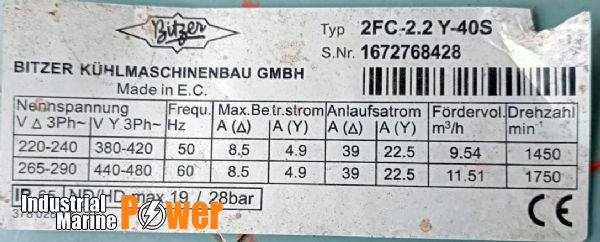 Bitzer
Typ 2FC-2.2 Y-40S
S.Nr. 1672768428
BITZER KÜHLMASCHINENBAU GMBH
Made in E.C.
Nennspannung Frequ. Max.Betr.strom Anlaufsatrom Fördervol. Drehzahl
V Δ 3Ph~ V Y 3Ph~ Hz A (Δ) A (Y) A (Δ) A (Y) m³/h min⁻¹
220-240 380-420 50 8.5 4.9 39 22.5 9.54 1450
265-290 440-480 60 8.5 4.9 39 22.5 11.51 1750
IP 65 ND/HD max 19 / 28bar
CE
Industrial
Marine Power